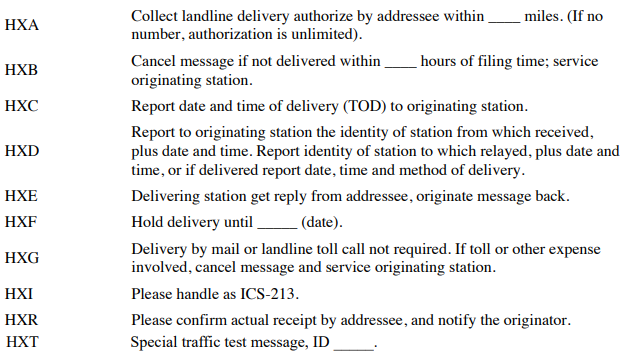 HXA Collect landline delivery authorize by addressee within ____ miles. (If no
number, authorization is unlimited).
HXB Cancel message if not delivered within ____ hours of filing time; service
originating station.
HXC Report date and time of delivery (TOD) to originating station.
HXD Report to originating station the identity of station from which received,
plus date and time. Report identity of station to which relayed, plus date and
time, or if delivered report date, time and method of delivery.
HXE Delivering station get reply from addressee, originate message back.
HXF Hold delivery until _____ (date).
HXG Delivery by mail or landline toll call not required. If toll or other expense
involved, cancel message and service originating station.
HXI Please handle as ICS-213.
HXR Please confirm actual receipt by addressee, and notify the originator.
HXT Special traffic test message, ID _____.